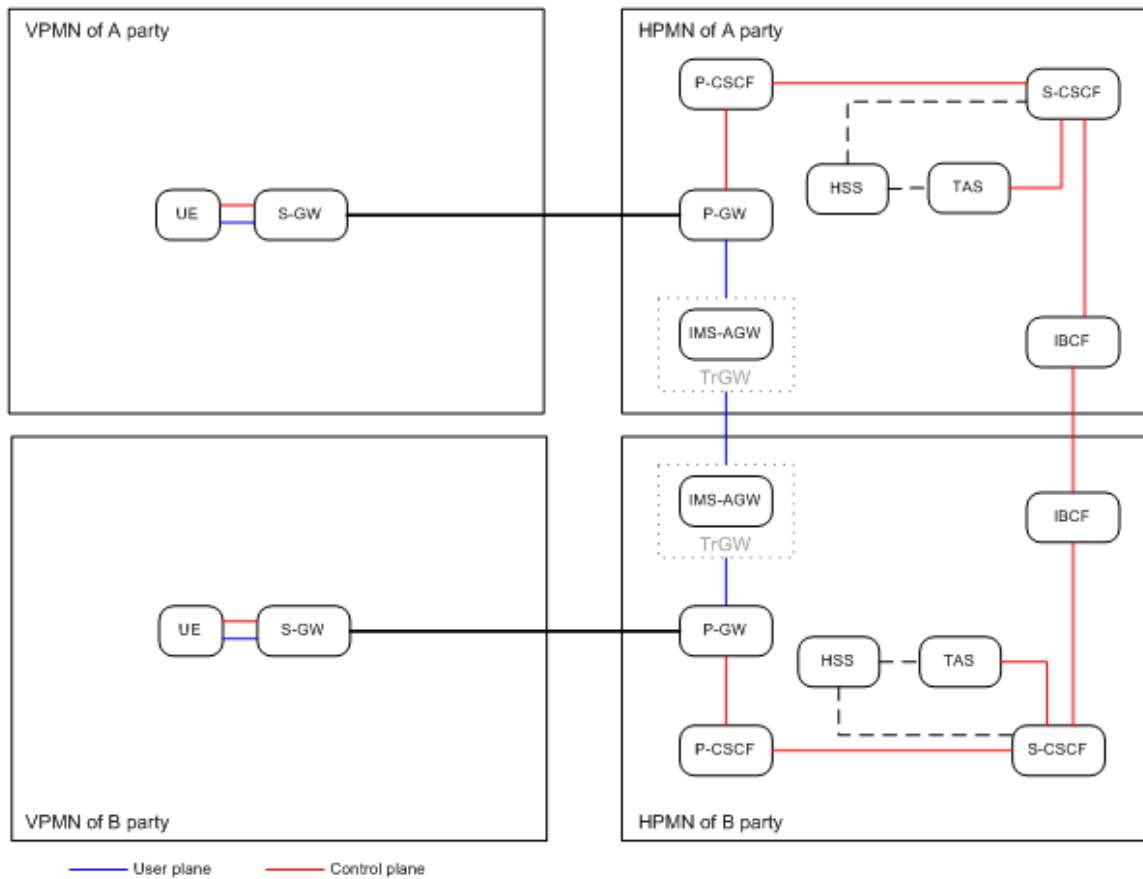 VPMN of A party
HPMN of A party
P-CSCF
S-CSCF
HSS
TAS
UE
S-GW
P-GW
IMS-AGW
TrGW
IBCF
IMS-AGW
TrGW
IBCF
UE
S-GW
P-GW
HSS
TAS
P-CSCF
S-CSCF
VPMN of B party
HPMN of B party
User plane
Control plane